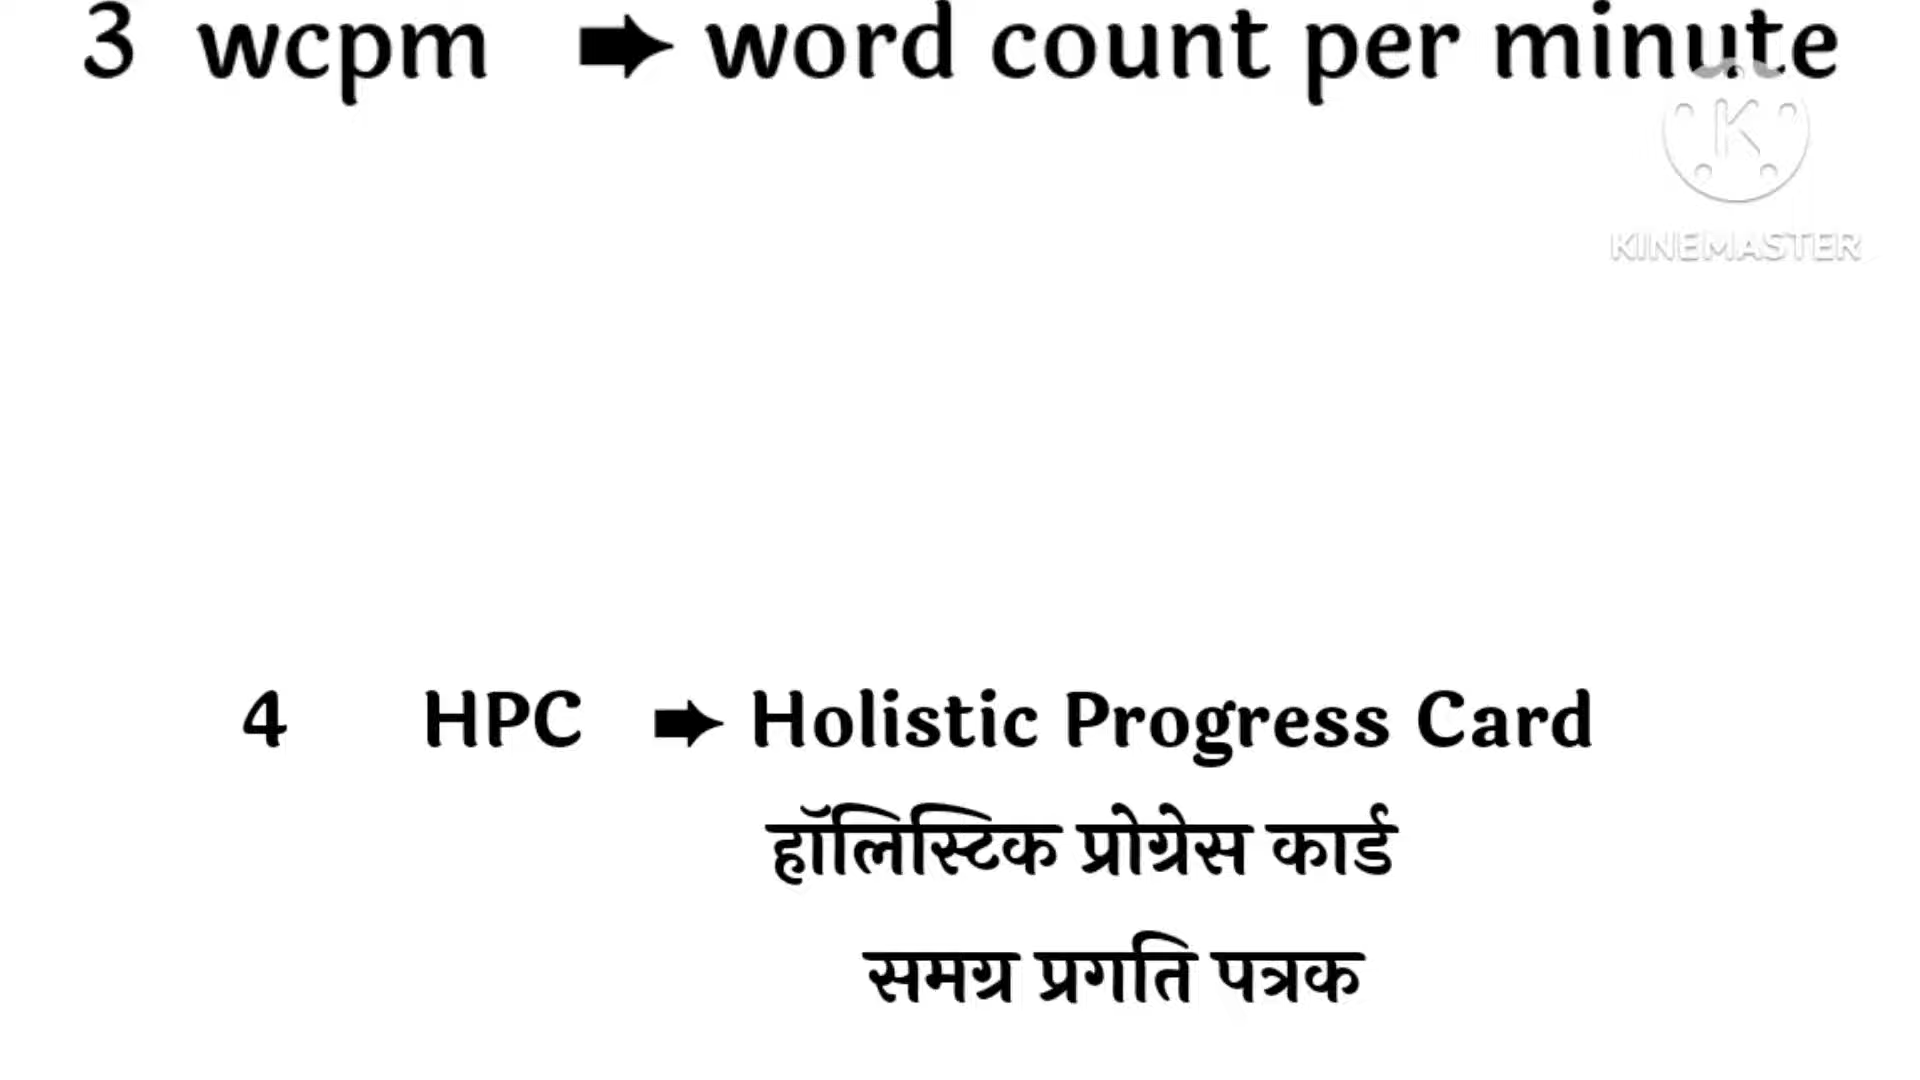 3 wcpm ➡ word count per minute
KINEMASTER
4 HPC ➡ Holistic Progress Card
हॉलिस्टिक प्रोग्रेस कार्ड
समग्र प्रगति पत्रक